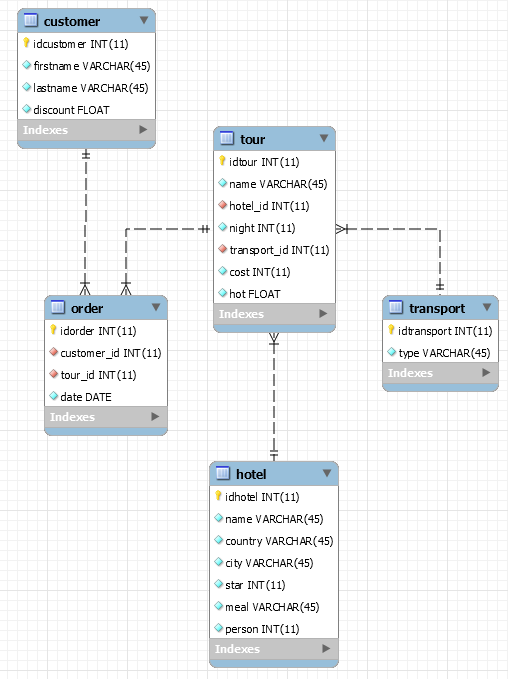 customer
idcustomer INT(11)
firstname VARCHAR(45)
lastname VARCHAR(45)
discount FLOAT
Indexes
tour
idtour INT(11)
name VARCHAR(45)
hotel_id INT(11)
night INT(11)
transport_id INT(11)
cost INT(11)
hot FLOAT
Indexes
order
idorder INT(11)
customer_id INT(11)
tour_id INT(11)
date DATE
Indexes
transport
idtransport INT(11)
type VARCHAR(45)
Indexes
hotel
idhotel INT(11)
name VARCHAR(45)
country VARCHAR(45)
city VARCHAR(45)
star INT(11)
meal VARCHAR(45)
person INT(11)
Indexes